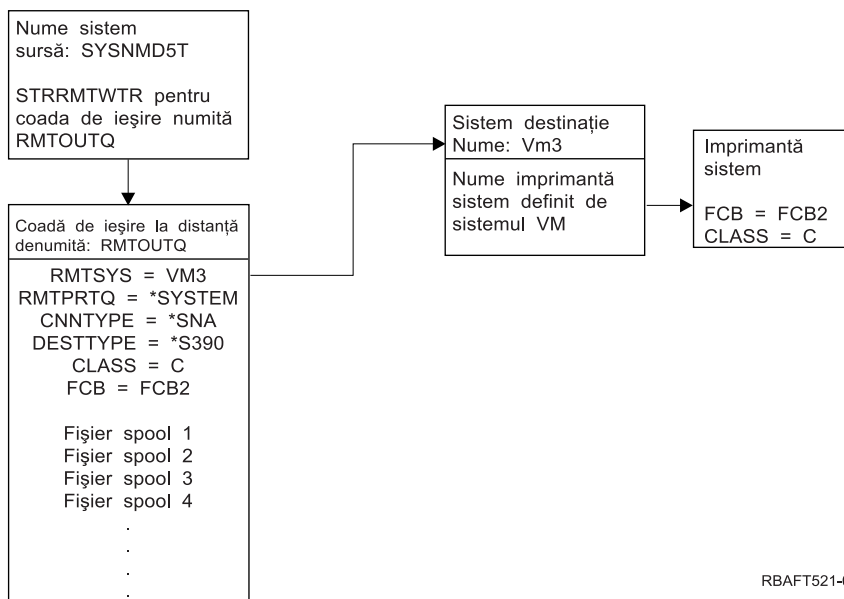 Nume sistem
sursă: SYSNMD5T
STRRMTWTR pentru
coada de ieşire numită
RMTOUTQ
Coadă de ieşire la distanţă
denumită: RMTOUTQ
RMTSYS = VM3
RMTPRTQ = *SYSTEM
CNNTYPE = *SNA
DESTTYPE = *S390
CLASS = C
FCB = FCB2
Fişier spool 1
Fişier spool 2
Fişier spool 3
Fişier spool 4
.
.
.
.
Sistem destinaţie
Nume: Vm3
Nume imprimantă
sistem definit de
sistemul VM
Imprimantă
sistem
FCB = FCB2
CLASS = C